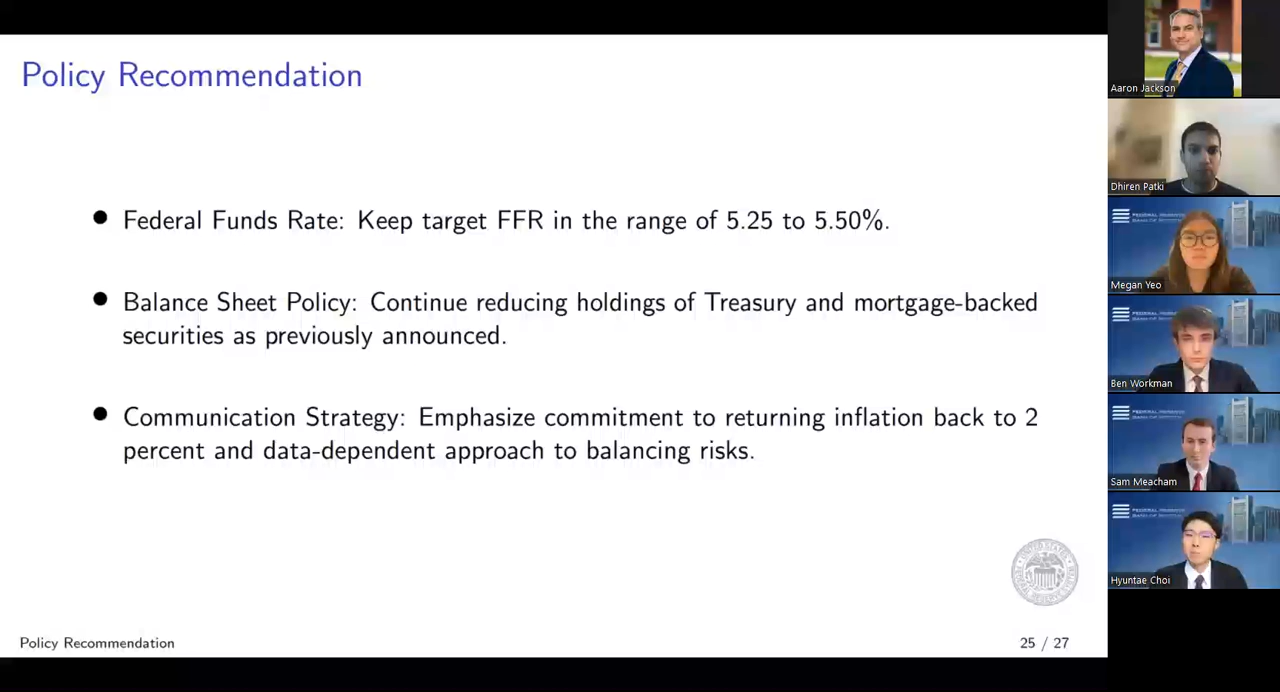 Policy Recommendation
Federal Funds Rate: Keep target FFR in the range of 5.25 to 5.50%.
Balance Sheet Policy: Continue reducing holdings of Treasury and mortgage-backed
securities as previously announced.
Communication Strategy: Emphasize commitment to returning inflation back to 2
percent and data-dependent approach to balancing risks.
Policy Recommendation
25 / 27
Aaron Jackson
Dhiren Patki
Megan Yeo
Ben Workman
Sam Meacham
Hyuntae Choi